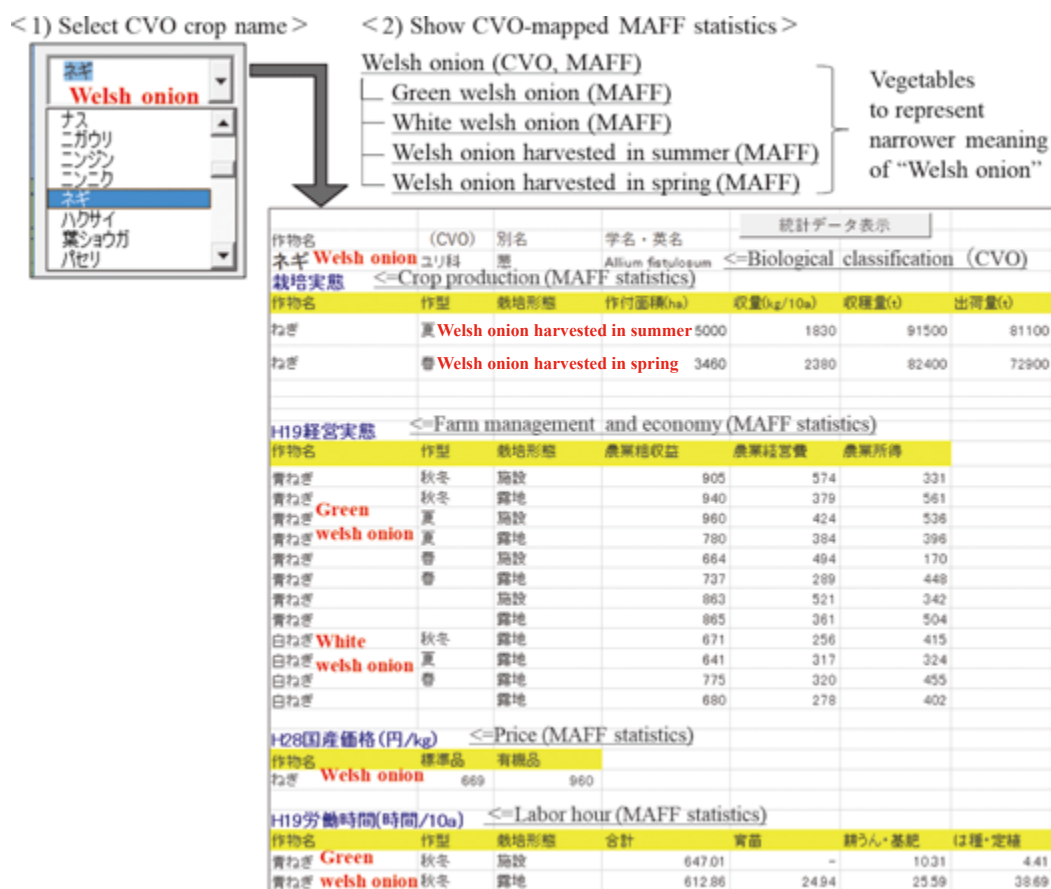 < 1) Select CVO crop name >
< 2) Show CVO-mapped MAFF statistics >
ネギ
Welsh onion
ナス
ニガウリ
ニンジン
ニンニク
ネギ
ハクサイ
葉ショウガ
パセリ
Welsh onion (CVO, MAFF)
Green welsh onion (MAFF)
White welsh onion (MAFF)
Welsh onion harvested in summer (MAFF)
Welsh onion harvested in spring (MAFF)
Vegetables
to represent
narrower meaning
of “Welsh onion”
統計データ表示
作物名 (CVO) 別名 学名・英名
ネギ Welsh onion ユリ科 葱 Allium fistulosum <=Biological classification (CVO)
栽培実態 <=Crop production (MAFF statistics)
作物名 作型 栽培形態 作付面積(ha) 収量(kg/10a) 収穫量(t) 出荷量(t)
ねぎ 夏 Welsh onion harvested in summer 5000 1830 91500 81100
ねぎ 春 Welsh onion harvested in spring 3460 2380 82400 72900
H19経営実態 <=Farm management and economy (MAFF statistics)
作物名 作型 栽培形態 農業粗収益 農業経営費 農業所得
青ねぎ 秋冬 施設 905 574 331
青ねぎ 秋冬 露地 940 379 561
青ねぎ Green 夏 施設 960 424 536
青ねぎ welsh onion 夏 露地 780 384 396
青ねぎ 春 施設 664 494 170
青ねぎ 春 露地 737 289 448
青ねぎ 施設 863 521 342
青ねぎ 露地 865 361 504
白ねぎ White 秋冬 露地 671 256 415
白ねぎ welsh onion 夏 露地 641 317 324
白ねぎ 春 露地 775 320 455
白ねぎ 露地 680 278 402
H28国産価格(円/kg) <=Price (MAFF statistics)
作物名 標準品 有機品
ねぎ Welsh onion 669 960
H19労働時間(時間/10a) <=Labor hour (MAFF statistics)
作物名 作型 栽培形態 合計 育苗 耕うん・基肥 は種・定植
青ねぎ Green 秋冬 施設 647.01 - 10.31 4.41
青ねぎ welsh onion 秋冬 露地 612.86 24.94 25.59 38.69